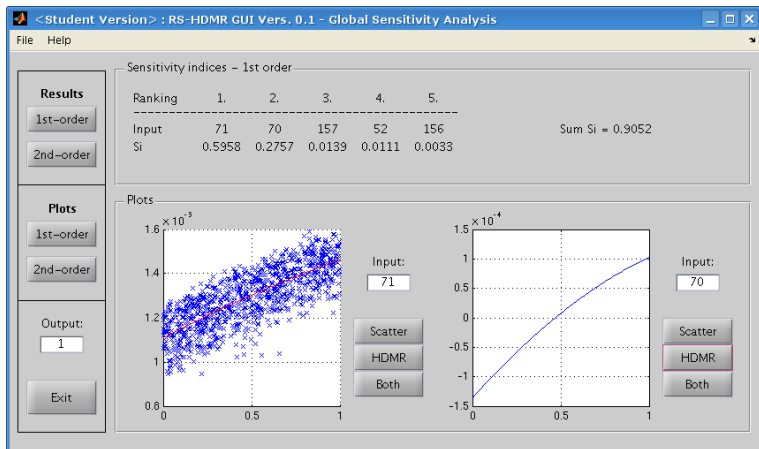 <Student Version> : RS-HDMR GUI Vers. 0.1 - Global Sensitivity Analysis
File Help
Results
1st-order
2nd-order
Plots
1st-order
2nd-order
Output:
1
Exit
Sensitivity indices - 1st order
Ranking 1. 2. 3. 4. 5.
Input 71 70 157 52 156
Si 0.5958 0.2757 0.0139 0.0111 0.0033
Sum Si = 0.9052
Plots
× 10^-3
1.6
1.4
1.2
1
0.8
0 0.5 1
Input:
71
Scatter
HDMR
Both
× 10^-4
1.5
1
0.5
0
-0.5
-1
-1.5
0 0.5 1
Input:
70
Scatter
HDMR
Both